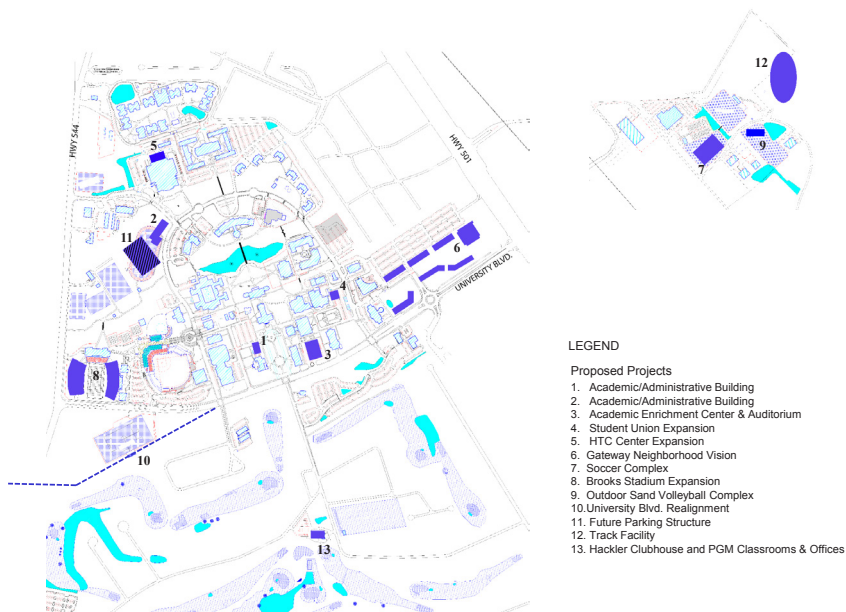 12
HWY 544
5
HWY 501
9
7
2
11
6
UNIVERSITY BLVD.
4
1
3
8
10
13
LEGEND
Proposed Projects
1. Academic/Administrative Building
2. Academic/Administrative Building
3. Academic Enrichment Center & Auditorium
4. Student Union Expansion
5. HTC Center Expansion
6. Gateway Neighborhood Vision
7. Soccer Complex
8. Brooks Stadium Expansion
9. Outdoor Sand Volleyball Complex
10.University Blvd. Realignment
11. Future Parking Structure
12. Track Facility
13. Hackler Clubhouse and PGM Classrooms & Offices